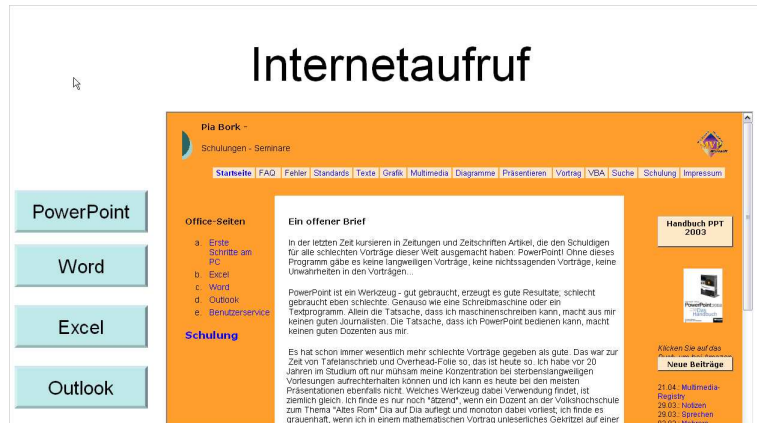 Internetaufruf
PowerPoint
Word
Excel
Outlook
Pia Bork -
Schulungen - Seminare
Startseite FAQ Fehler Standards Texte Grafik Multimedia Diagramme Präsentieren Vortrag VBA Suche Schulung Impressum
Office-Seiten
a. Erste
Schritte am
PC
b. Excel
c. Word
d. Outlook
e. Benutzerservice
Schulung
Ein offener Brief
In der letzten Zeit kursieren in Zeitungen und Zeitschriften Artikel, die den Schuldigen
für alle schlechten Vorträge dieser Welt ausgemacht haben: PowerPoint! Ohne dieses
Programm gäbe es keine langweiligen Vorträge, keine nichtssagenden Vorträge, keine
Unwahrheiten in den Vorträgen...
PowerPoint ist ein Werkzeug - gut gebraucht, erzeugt es gute Resultate; schlecht
gebraucht eben schlechte. Genauso wie eine Schreibmaschine oder ein
Textprogramm. Allein die Tatsache, dass ich maschinenschreiben kann, macht aus mir
keinen guten Journalisten. Die Tatsache, dass ich PowerPoint bedienen kann, macht
keinen guten Dozenten aus mir.
Es hat schon immer wesentlich mehr schlechte Vorträge gegeben als gute. Das war zur
Zeit von Tafelanschrieb und Overhead-Folie so, das ist heute so. Ich habe vor 20
Jahren im Studium oft nur mühsam meine Konzentration bei sterbenslangweiligen
Vorlesungen aufrechterhalten können und ich kann es heute bei den meisten
Präsentationen ebenfalls nicht. Welches Werkzeug dabei Verwendung findet, ist
ziemlich gleich. Ich finde es nur noch "ätzend", wenn ein Dozent an der Volkshochschule
zum Thema "Altes Rom" Dia auf Dia auflegt und monoton dabei vorliest; ich finde es
grauenhaft, wenn ich in einem mathematischen Vortrag unleserliches Gekritzel auf einer
Handbuch PPT
2003
PowerPoint
Das
Handbuch
Klicken Sie auf das
Neue Beiträge
21.04.: Multimedia-
Registry
29.03.: Notizen
29.03.: Sprechen